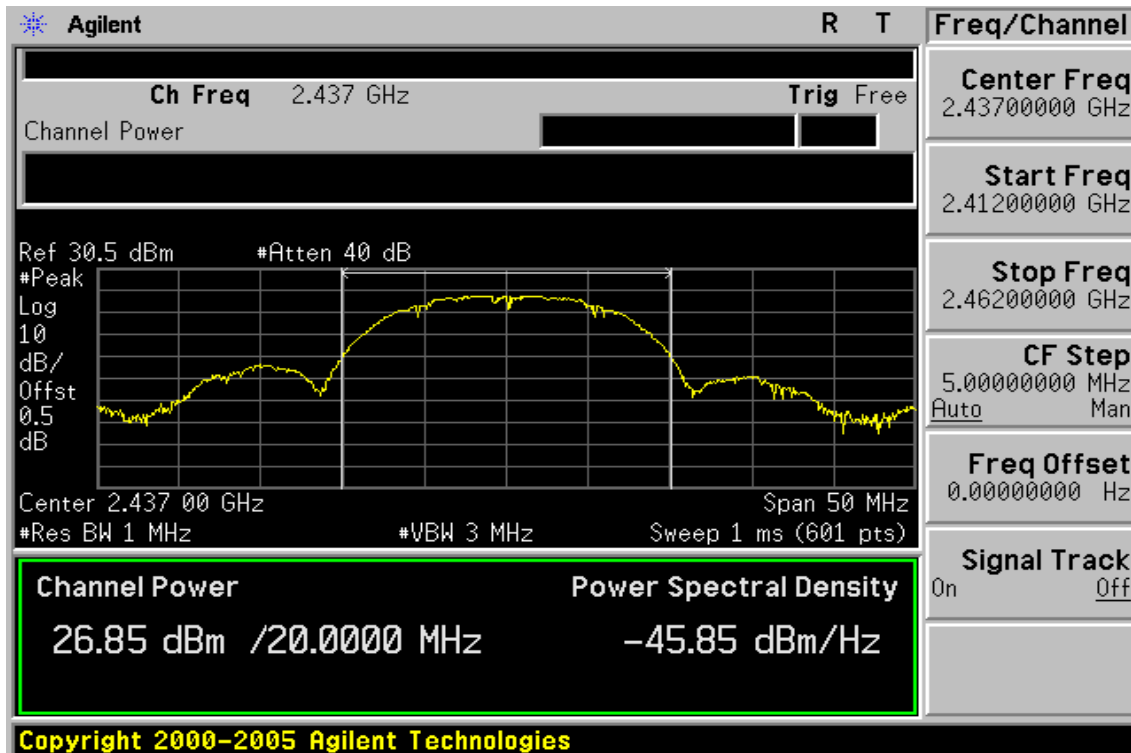 Agilent R T
Ch Freq 2.437 GHz Trig Free
Channel Power
Ref 30.5 dBm #Atten 40 dB
#Peak
Log
10
dB/
Offst
0.5
dB
Center 2.437 00 GHz Span 50 MHz
#Res BW 1 MHz #VBW 3 MHz Sweep 1 ms (601 pts)
Channel Power Power Spectral Density
26.85 dBm /20.0000 MHz -45.85 dBm/Hz
Copyright 2000-2005 Agilent Technologies
Freq/Channel
Center Freq
2.43700000 GHz
Start Freq
2.41200000 GHz
Stop Freq
2.46200000 GHz
CF Step
5.00000000 MHz
Auto Man
Freq Offset
0.00000000 Hz
Signal Track
On Off